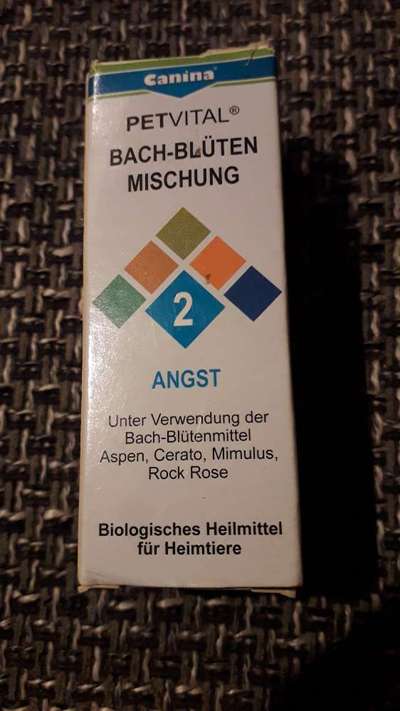 Canina®
PETVITAL®
BACH-BLÜTEN
MISCHUNG
2
ANGST
Unter Verwendung der
Bach-Blütenmittel
Aspen, Cerato, Mimulus,
Rock Rose
Biologisches Heilmittel
für Heimtiere